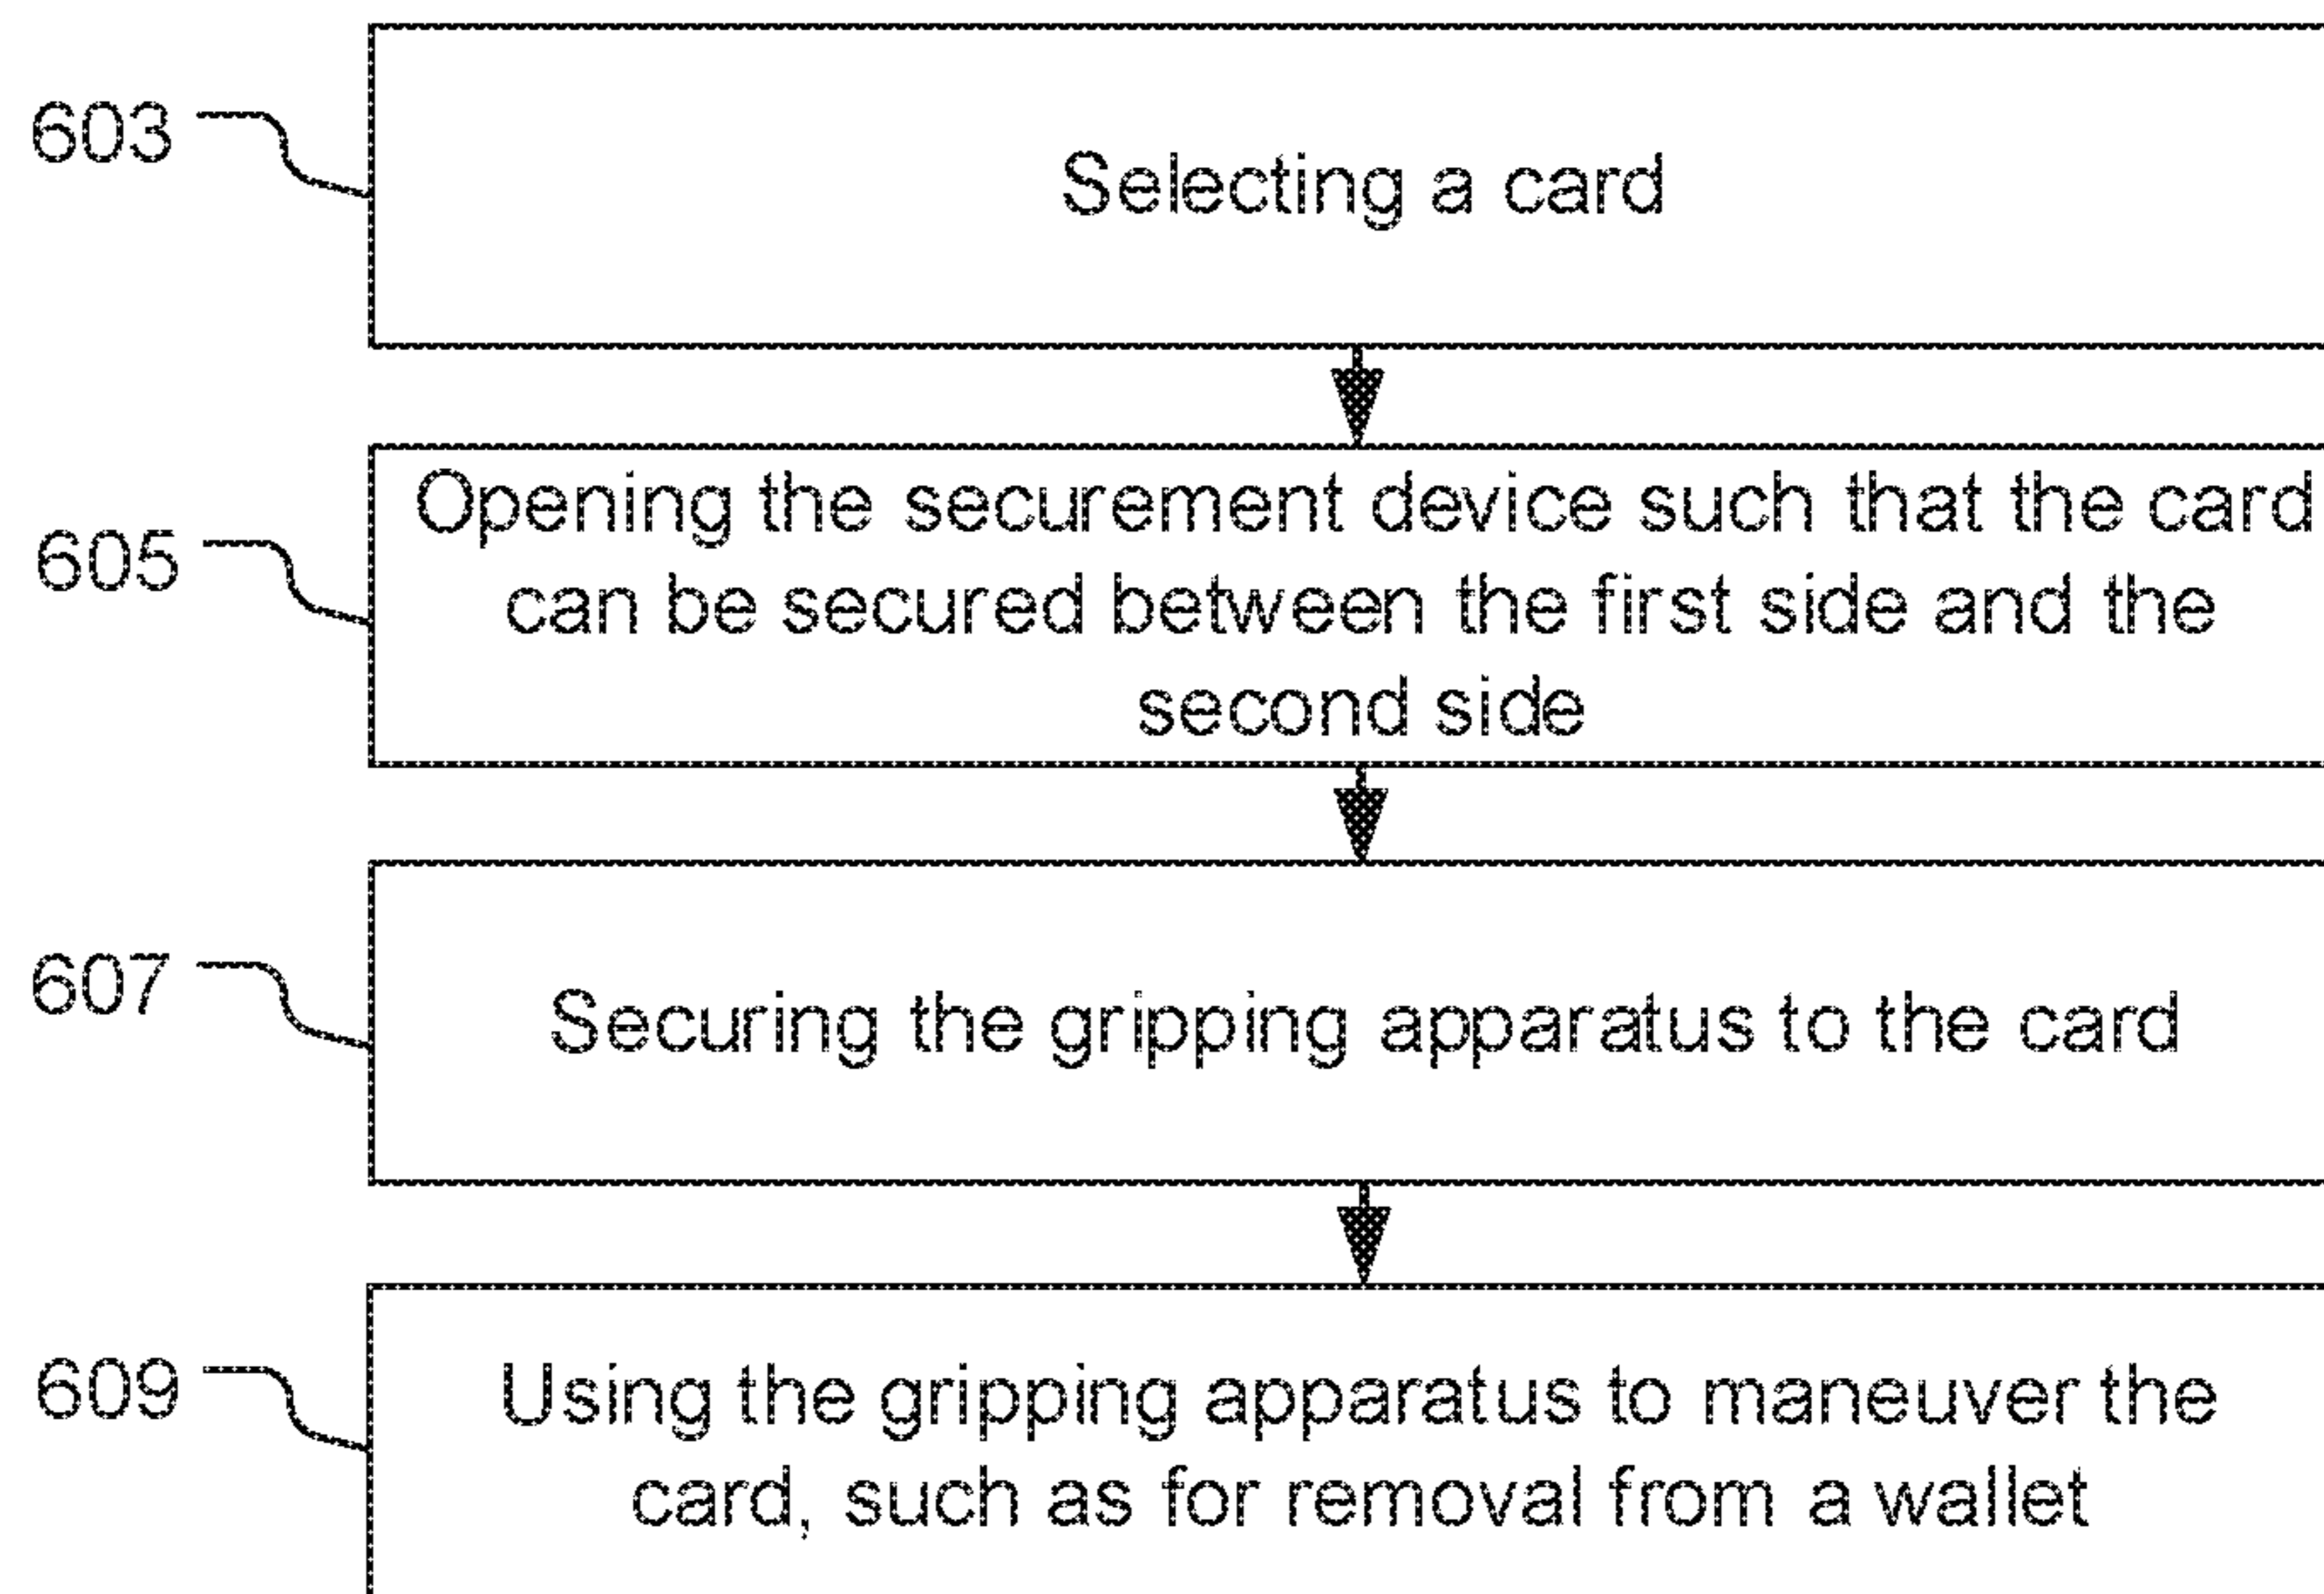 603
Selecting a card
605
Opening the securement device such that the card
can be secured between the first side and the
second side
607
Securing the gripping apparatus to the card
609
Using the gripping apparatus to maneuver the
card, such as for removal from a wallet